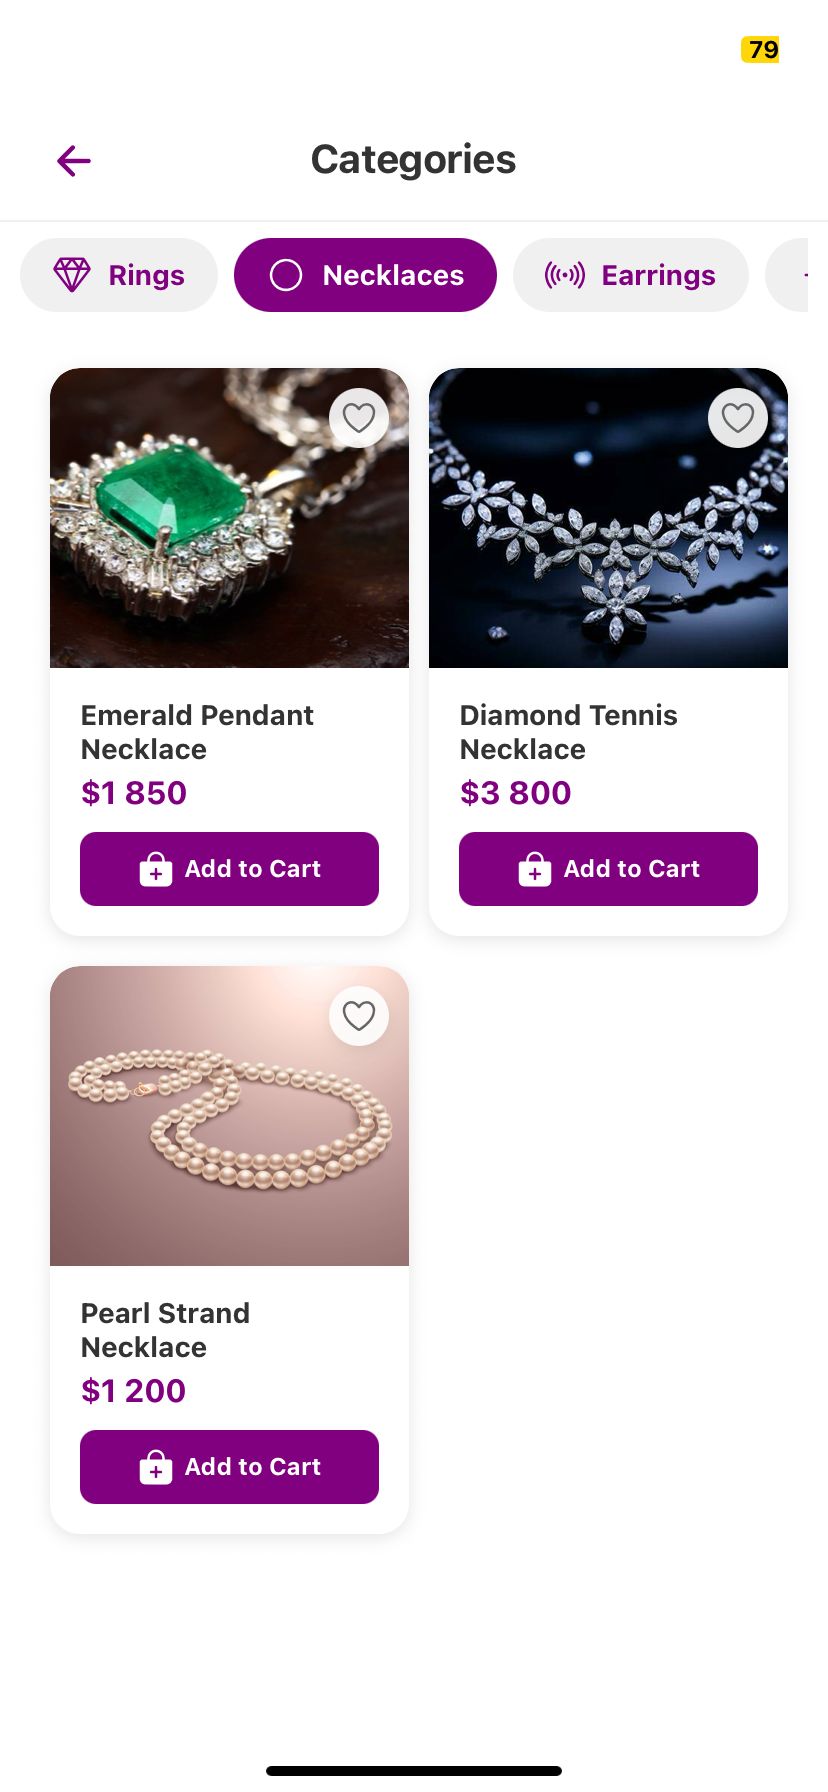 79
Categories
Rings
Necklaces
Earrings
Emerald Pendant
Necklace
$1 850
Add to Cart
Diamond Tennis
Necklace
$3 800
Add to Cart
Pearl Strand
Necklace
$1 200
Add to Cart